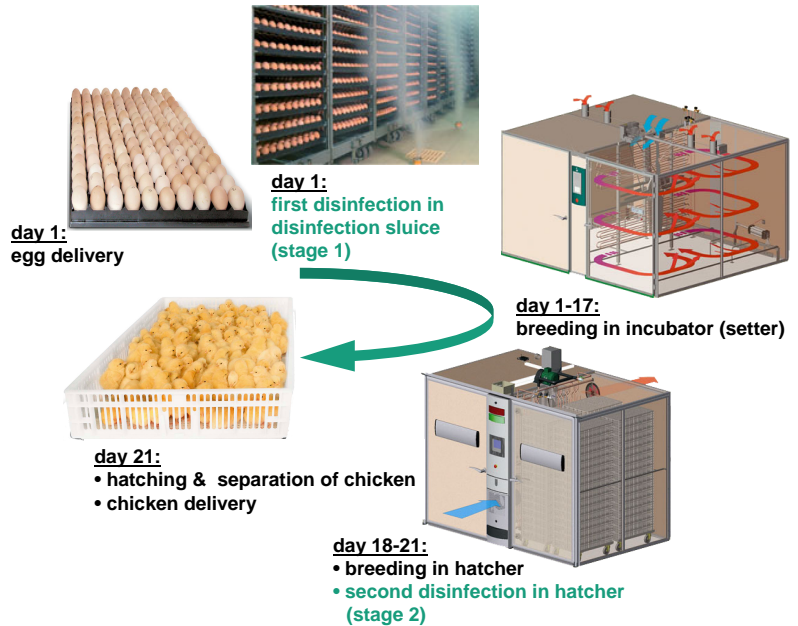 day 1:
egg delivery
day 1:
first disinfection in
disinfection sluice
(stage 1)
day 1-17:
breeding in incubator (setter)
day 18-21:
• breeding in hatcher
• second disinfection in hatcher
(stage 2)
day 21:
• hatching & separation of chicken
• chicken delivery